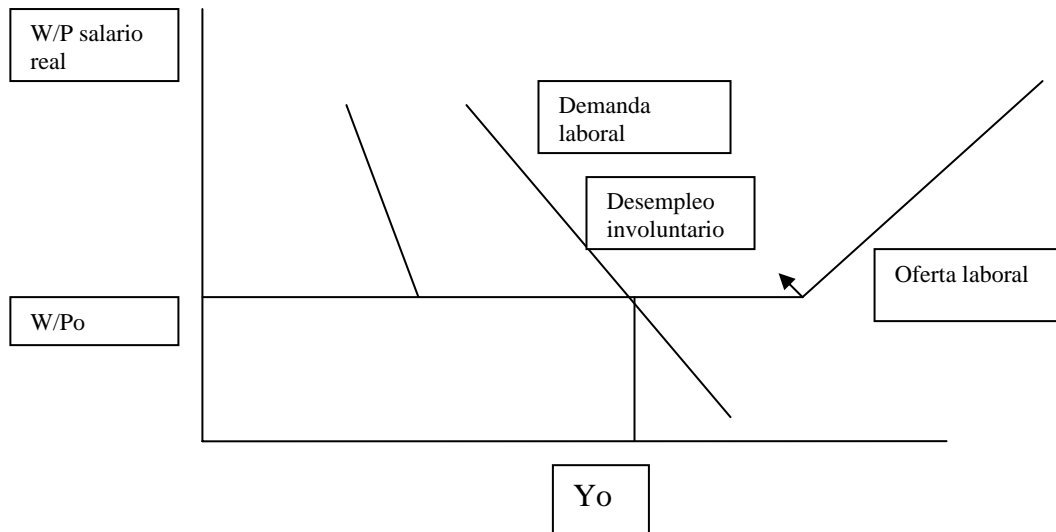 W/P salario
real
Demanda
laboral
Desempleo
involuntario
Oferta laboral
W/Po
Yo